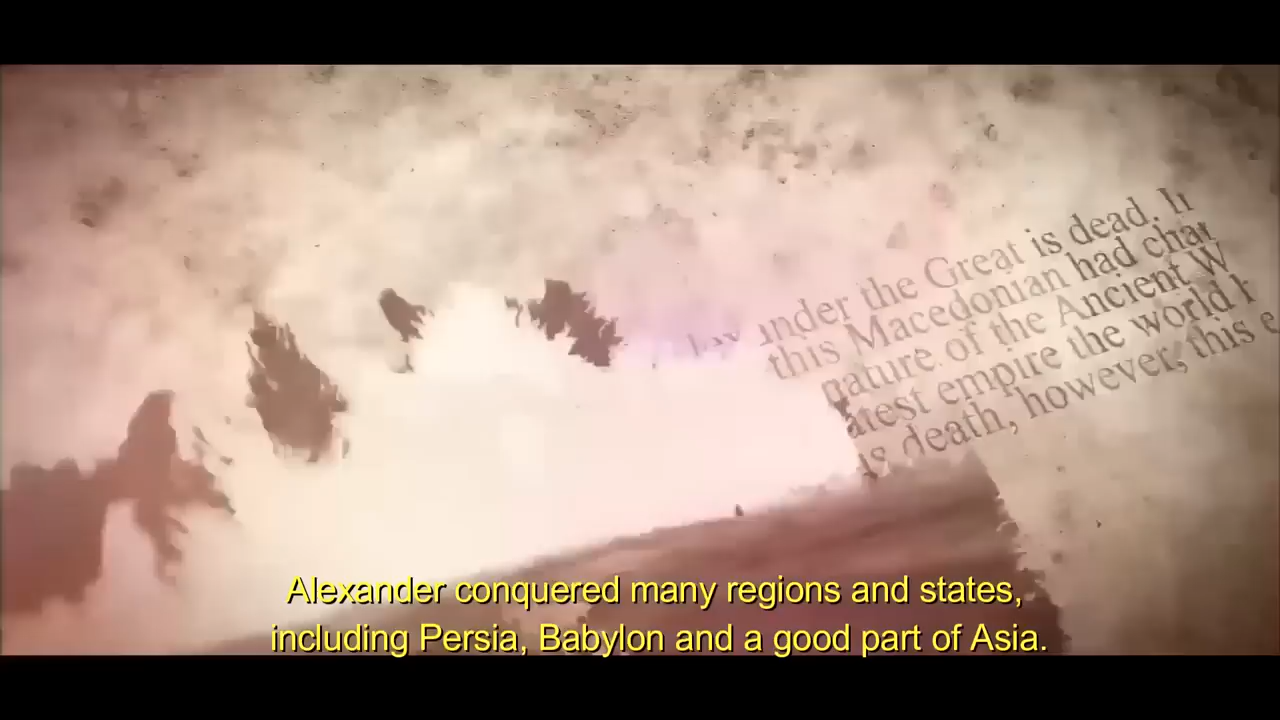 ander the Great is dead. I
this Macedonian had cha
nature of the Ancient W
atest empire the world
is death, however, this e
Alexander conquered many regions and states,
including Persia, Babylon and a good part of Asia.